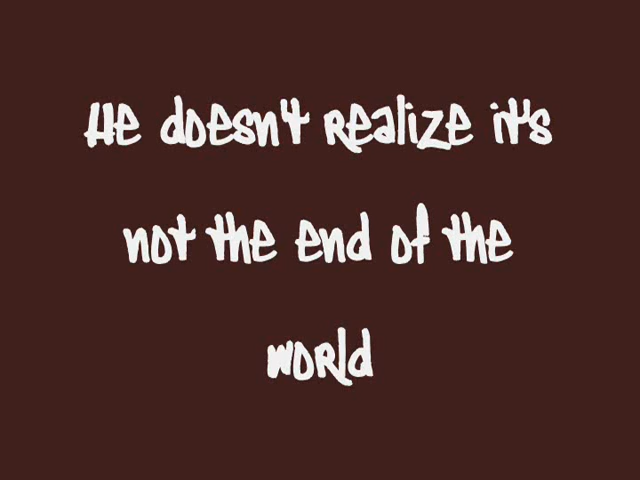 He doesn't realize it's
not the end of the
world